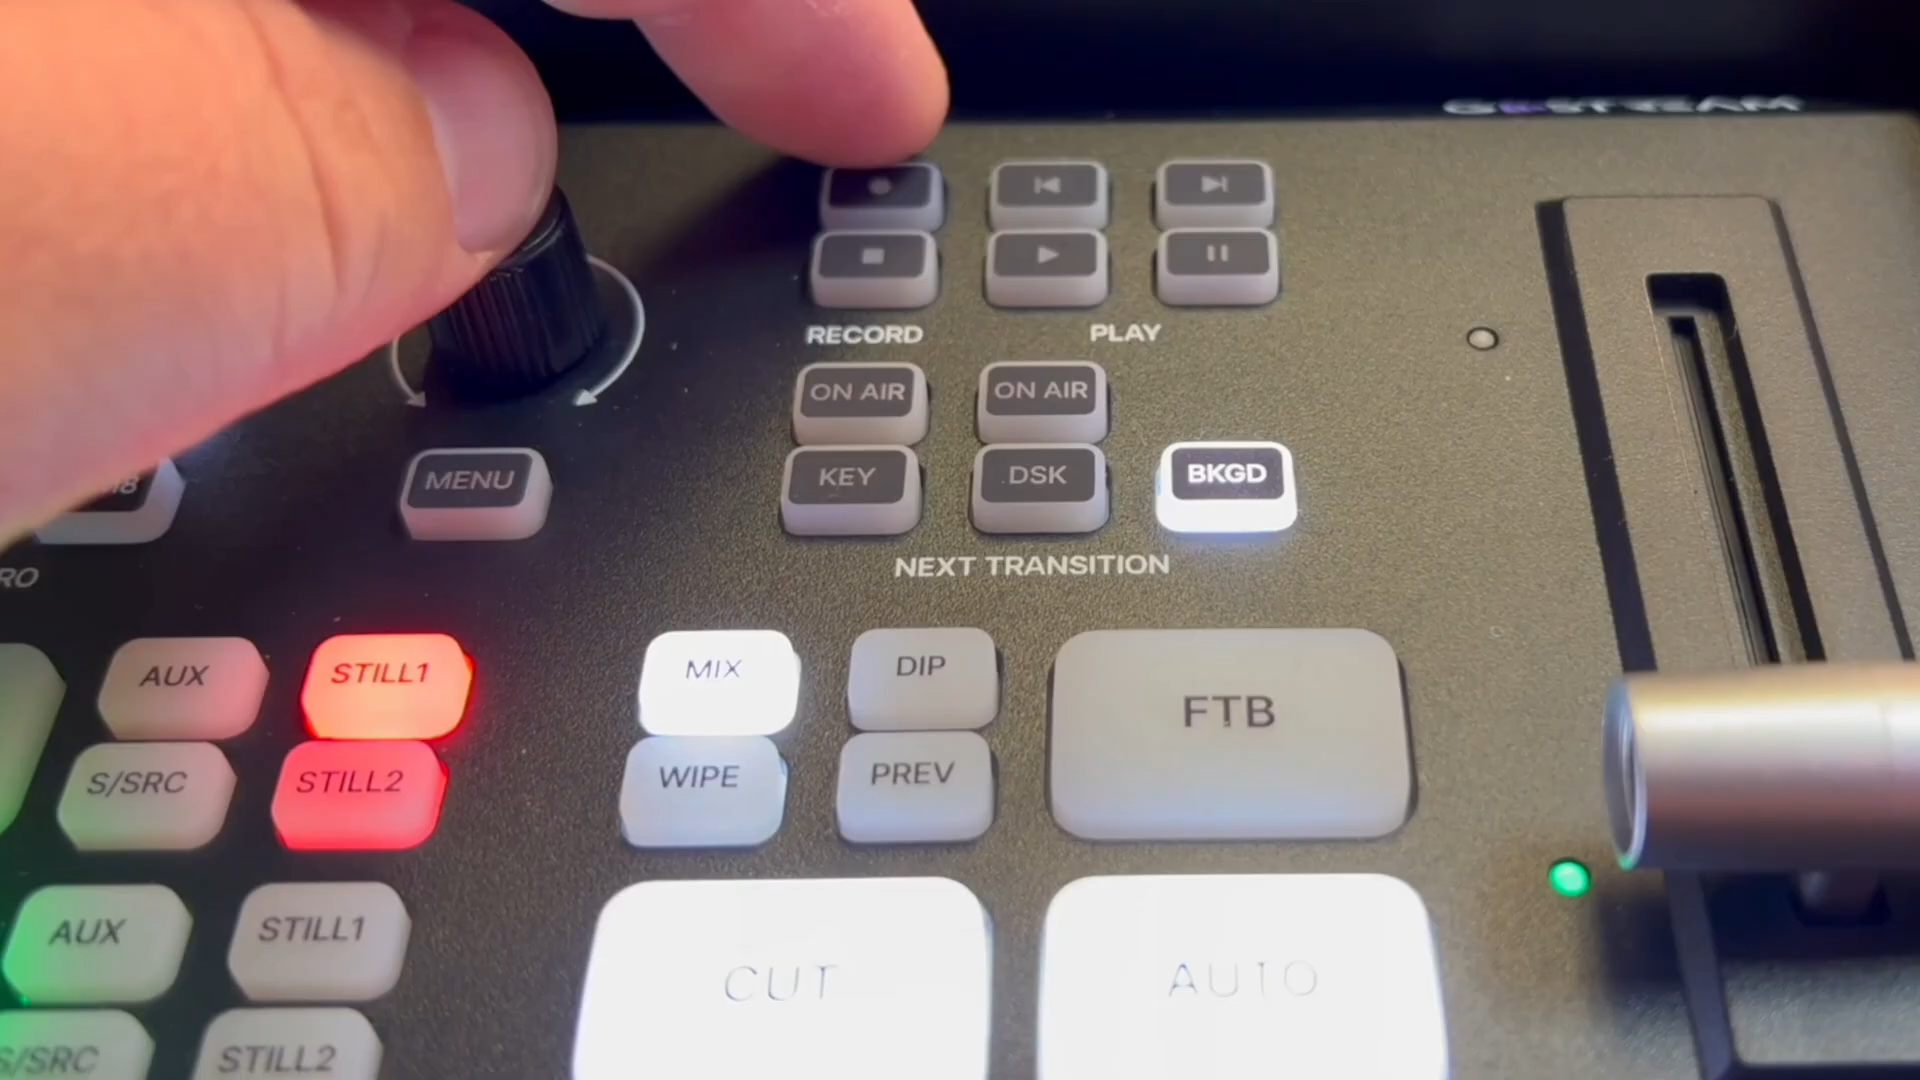 RECORD
PLAY
ON AIR
ON AIR
MENU
KEY
DSK
BKGD
NEXT TRANSITION
AUX
STILL1
MIX
DIP
FTB
S/SRC
STILL2
WIPE
PREV
AUX
STILL1
CUT
AUTO
S/SRC
STILL2